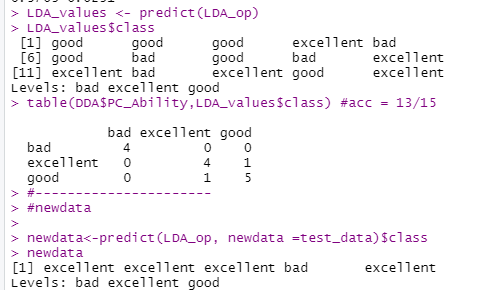 > LDA_values <- predict(LDA_op)
> LDA_values$class
[1] good good good excellent bad
[6] good bad good bad excellent
[11] excellent bad excellent good excellent
Levels: bad excellent good
> table(DDA$PC_Ability,LDA_values$class) #acc = 13/15
bad excellent good
bad 4 0 0
excellent 0 4 1
good 0 1 5
> #----------------------
> #newdata
>
> newdata<-predict(LDA_op, newdata =test_data)$class
> newdata
[1] excellent excellent excellent bad excellent
Levels: bad excellent good